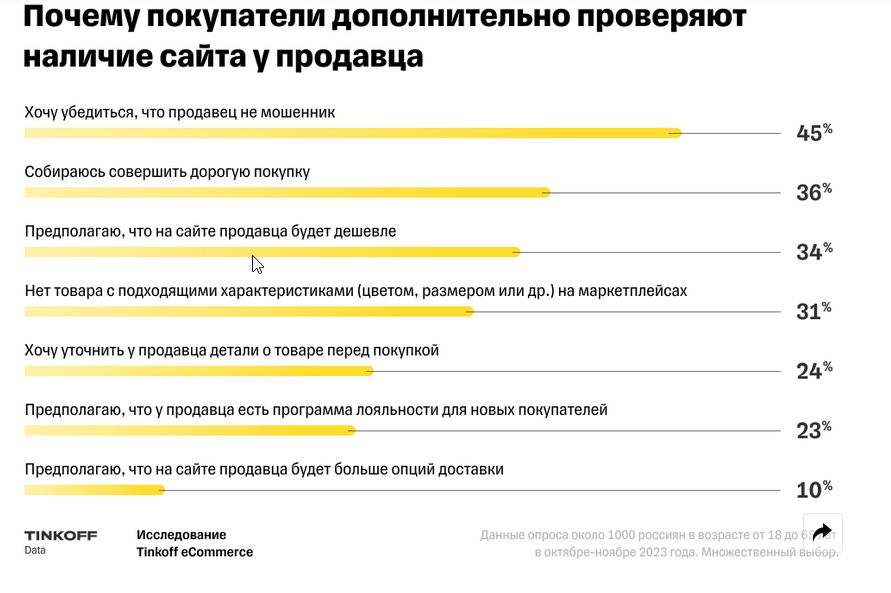 Почему покупатели дополнительно проверяют
наличие сайта у продавца
Хочу убедиться, что продавец не мошенник
45%
Собираюсь совершить дорогую покупку
36%
Предполагаю, что на сайте продавца будет дешевле
34%
Нет товара с подходящими характеристиками (цветом, размером или др.) на маркетплейсах
31%
Хочу уточнить у продавца детали о товаре перед покупкой
24%
Предполагаю, что у продавца есть программа лояльности для новых покупателей
23%
Предполагаю, что на сайте продавца будет больше опций доставки
10%
TINKOFF
Data
Исследование
Tinkoff eCommerce
Данные опроса около 1000 россиян в возрасте от 18 до лет
в октябре-ноябре 2023 года. Множественный выбор.